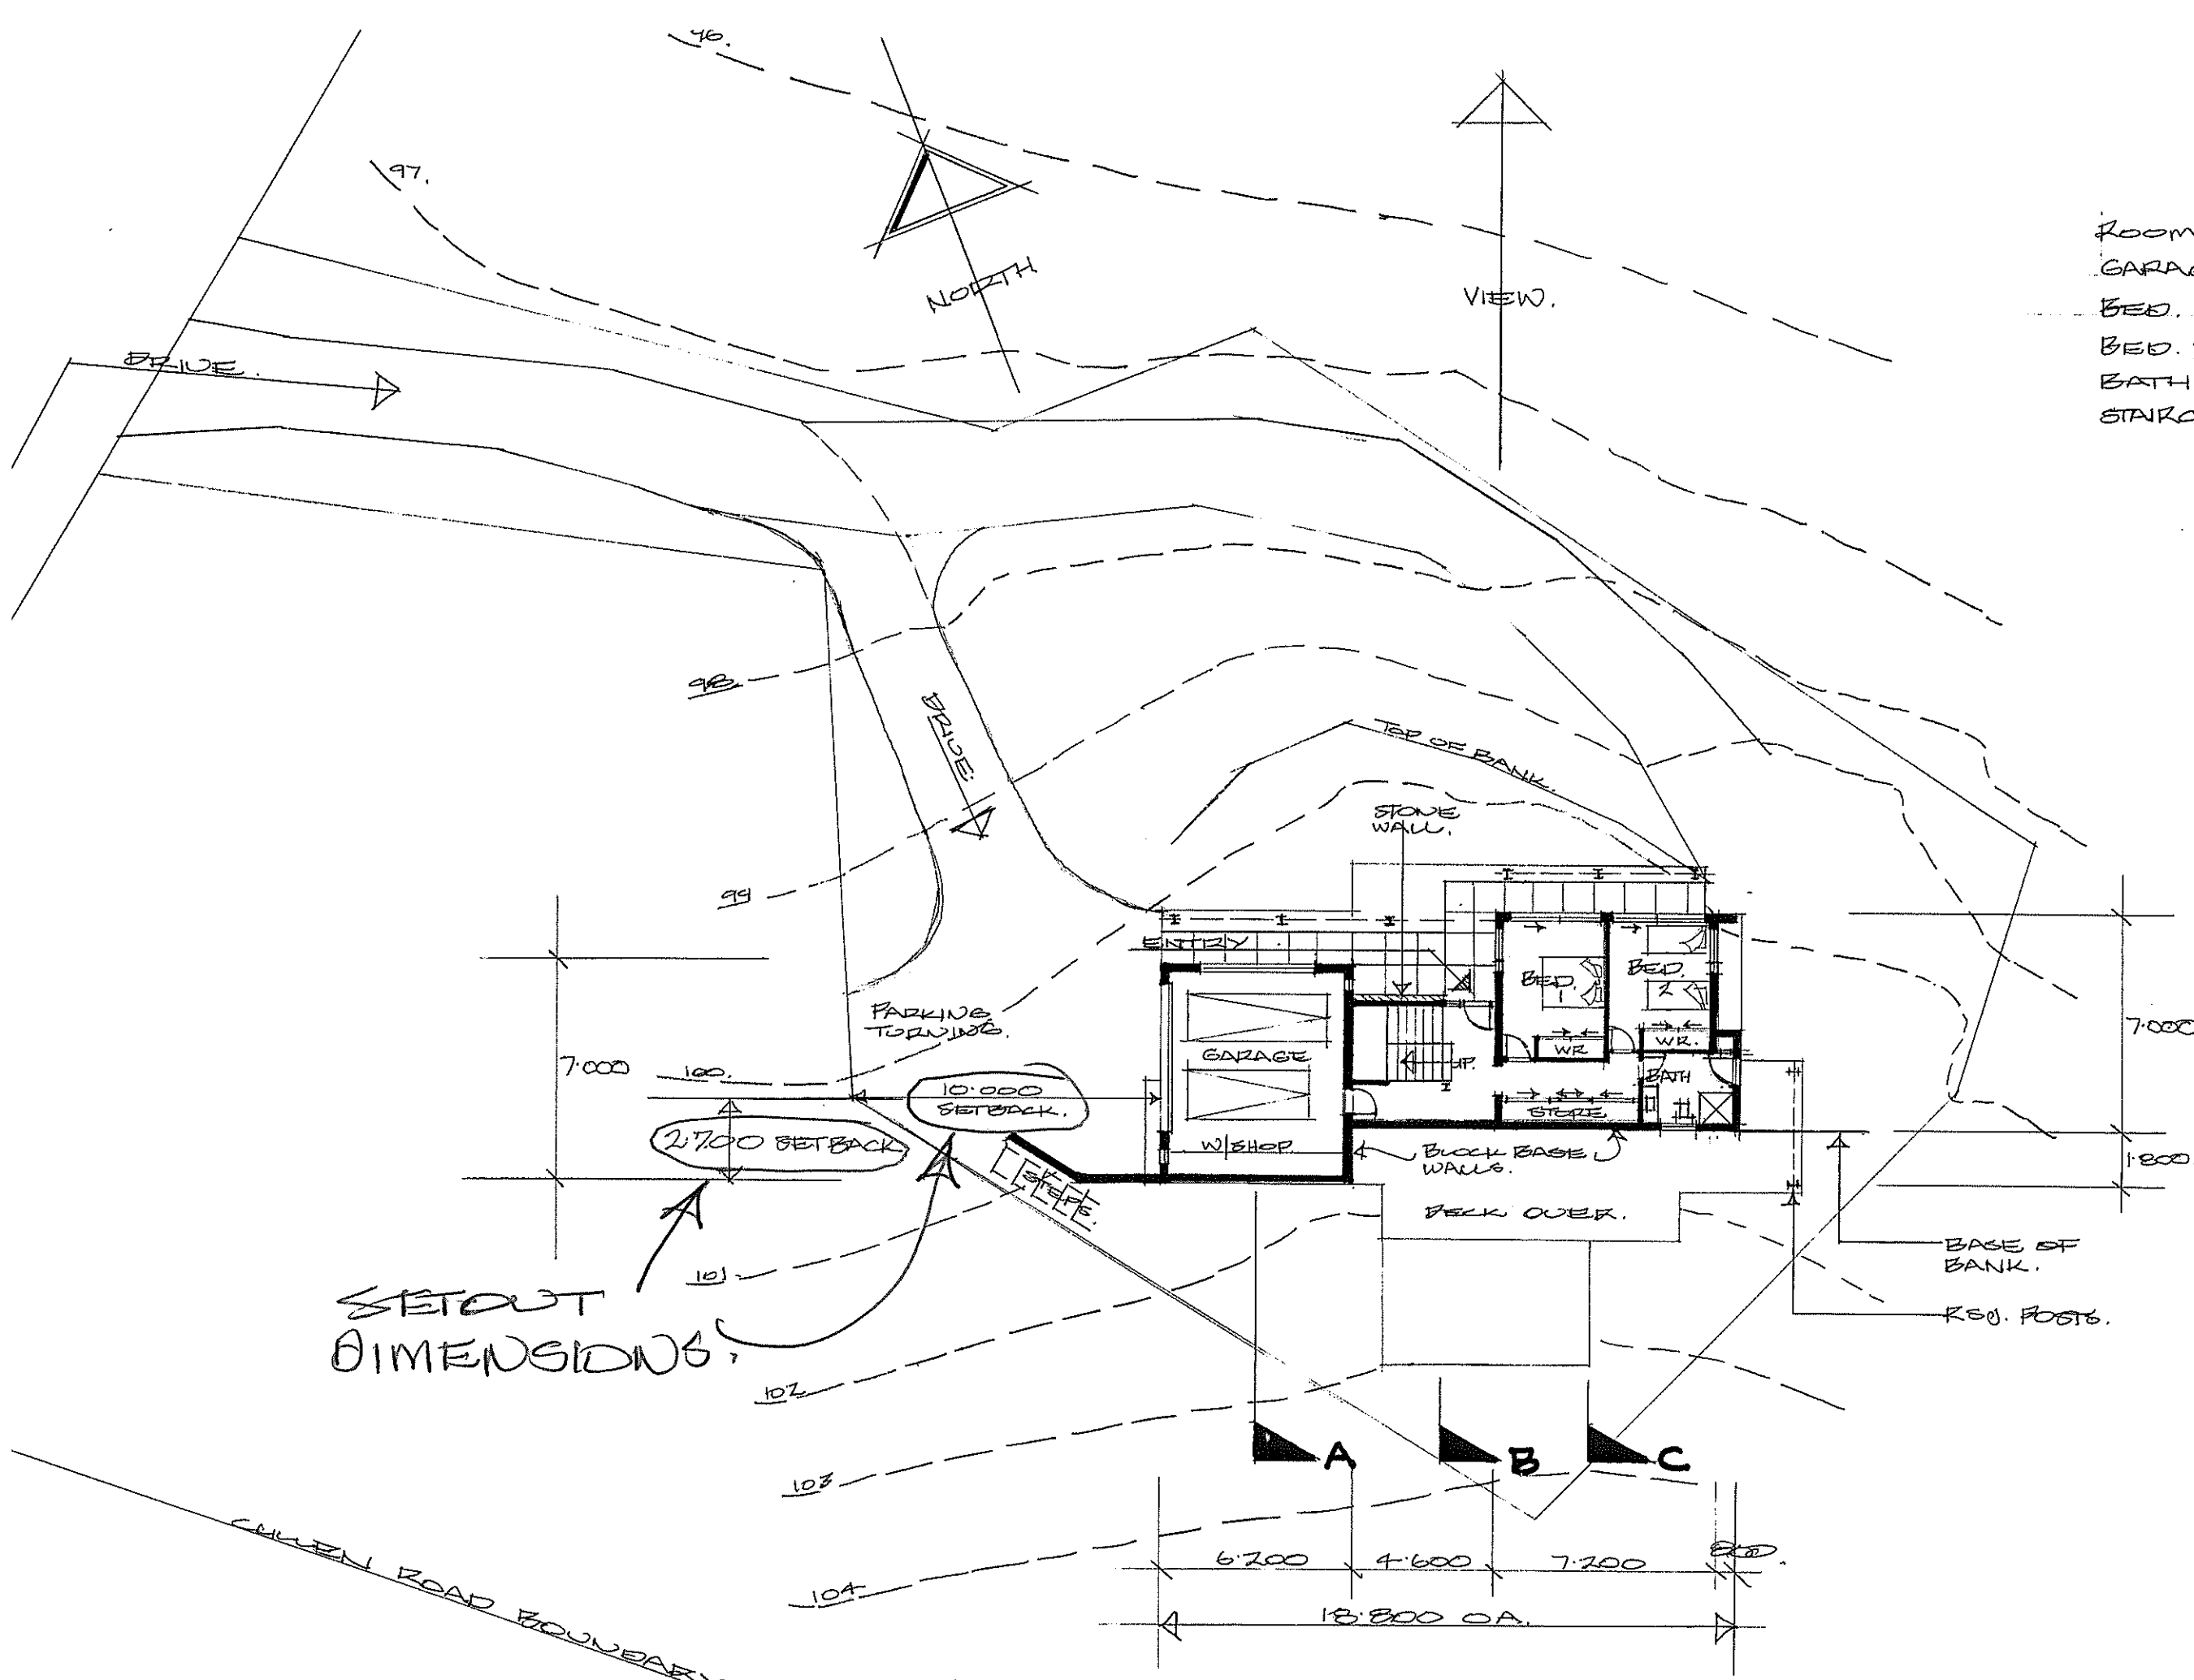 96.
97.
NORTH
VIEW.
ROOM
GARAG
BED.
BED.
BATH
STAIRC
DRIVE.
98
DRIVE.
TOP OF BANK.
STONE
WALL.
99
ENTRY
BED.
1
BED.
2
PARKING
TURNING.
GARAGE
UP.
WR
WR.
7.000
7.000
100.
10.000
SETBACK.
BATH
STORE
2.700 SETBACK
W/SHOP
BLOCK BASE
WALLS.
1.800
STEPS.
DECK OVER.
BASE OF
BANK.
101
SETOUT
DIMENSIONS.
RSJ. POSTS.
102
A
B
C
103
6.200
4.600
7.200
800.
104
18.800 OA.
ROAD BOUNDARY